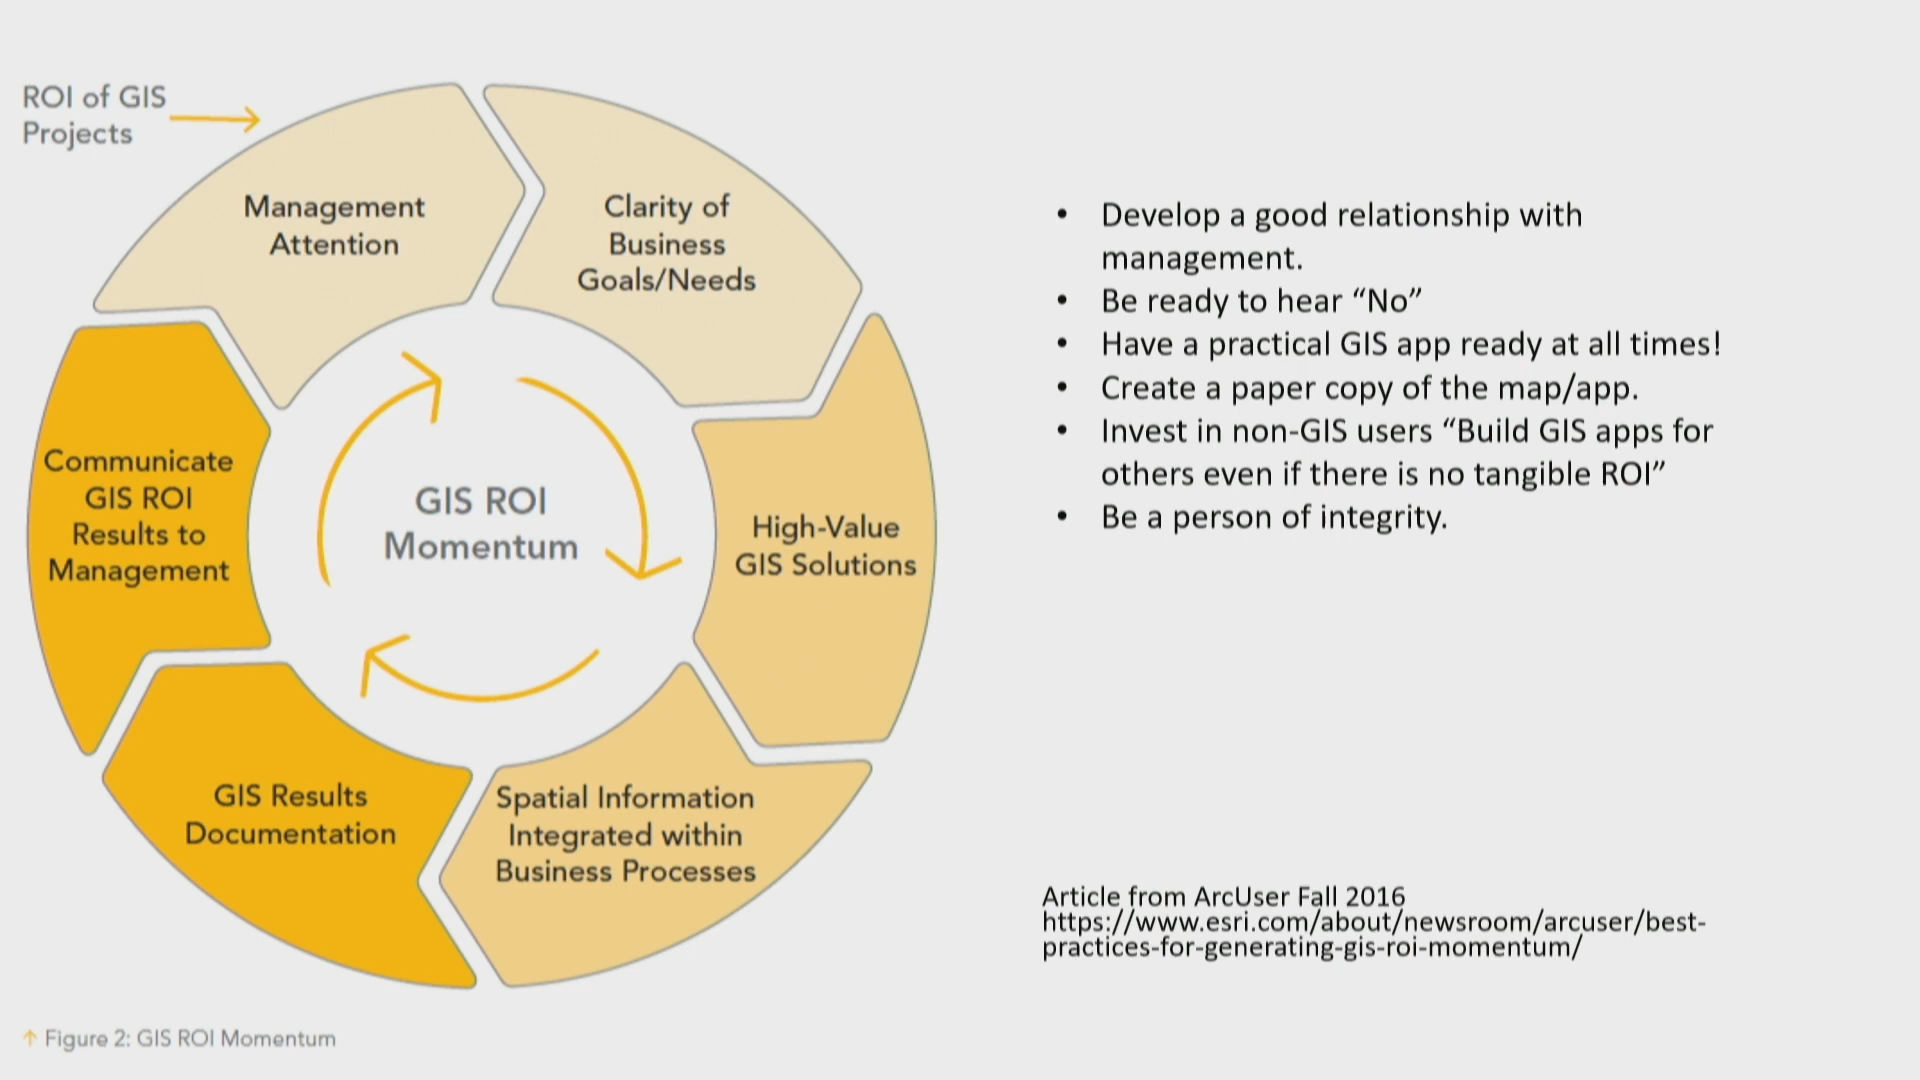 ROI of GIS
Projects
Management
Attention
Clarity of
Business
Goals/Needs
High-Value
GIS Solutions
Spatial Information
Integrated within
Business Processes
GIS Results
Documentation
Communicate
GIS ROI
Results to
Management
GIS ROI
Momentum
↑ Figure 2: GIS ROI Momentum
• Develop a good relationship with
management.
• Be ready to hear “No”
• Have a practical GIS app ready at all times!
• Create a paper copy of the map/app.
• Invest in non-GIS users “Build GIS apps for
others even if there is no tangible ROI”
• Be a person of integrity.
Article from ArcUser Fall 2016
https://www.esri.com/about/newsroom/arcuser/best-
practices-for-generating-gis-roi-momentum/